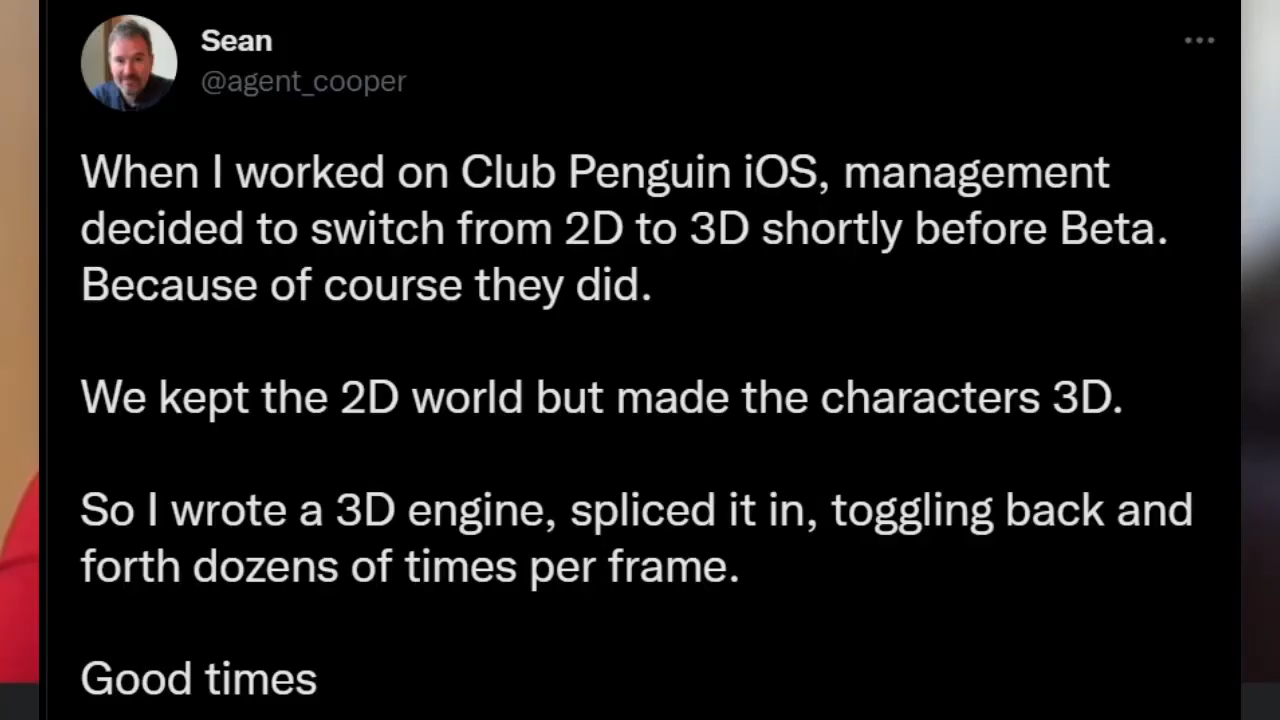 Sean
@agent_cooper
When I worked on Club Penguin iOS, management
decided to switch from 2D to 3D shortly before Beta.
Because of course they did.
We kept the 2D world but made the characters 3D.
So I wrote a 3D engine, spliced it in, toggling back and
forth dozens of times per frame.
Good times